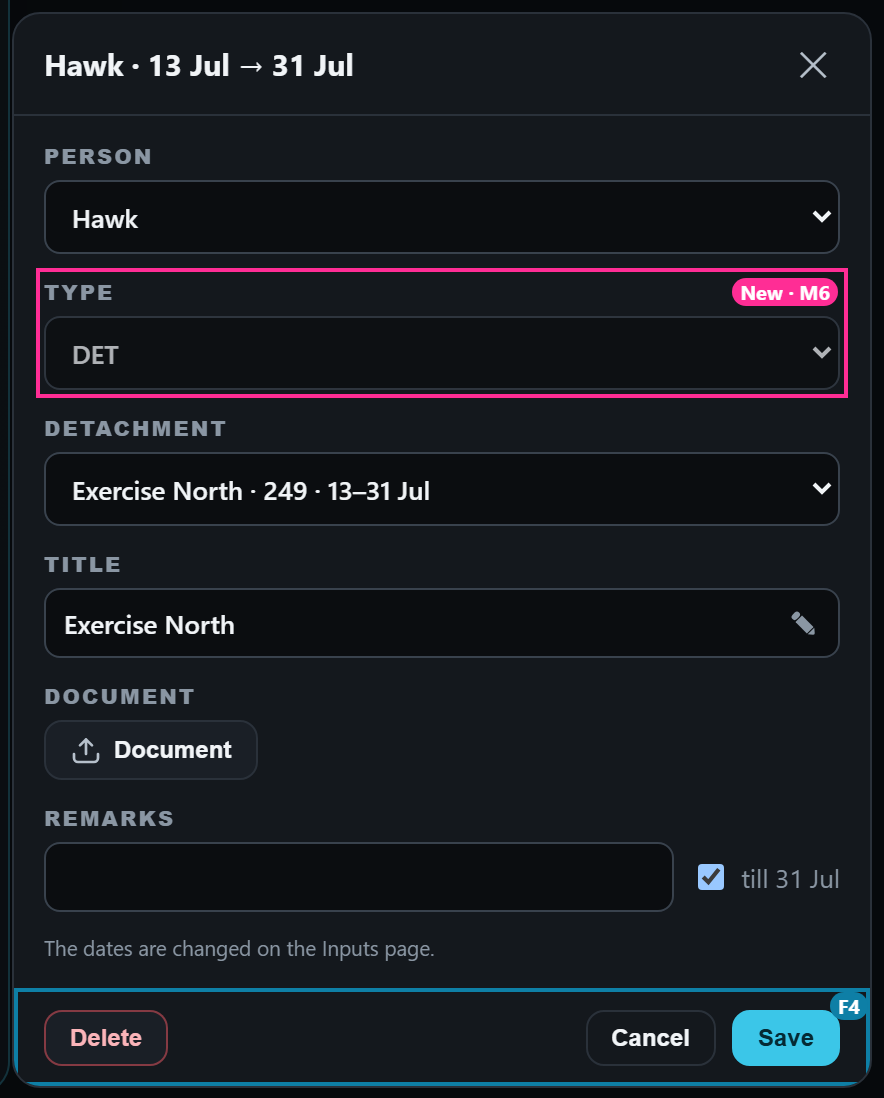 Hawk · 13 Jul → 31 Jul
PERSON
Hawk
TYPE
New · M6
DET
DETACHMENT
Exercise North · 249 · 13–31 Jul
TITLE
Exercise North
DOCUMENT
Document
REMARKS
till 31 Jul
The dates are changed on the Inputs page.
F4
Delete
Cancel
Save